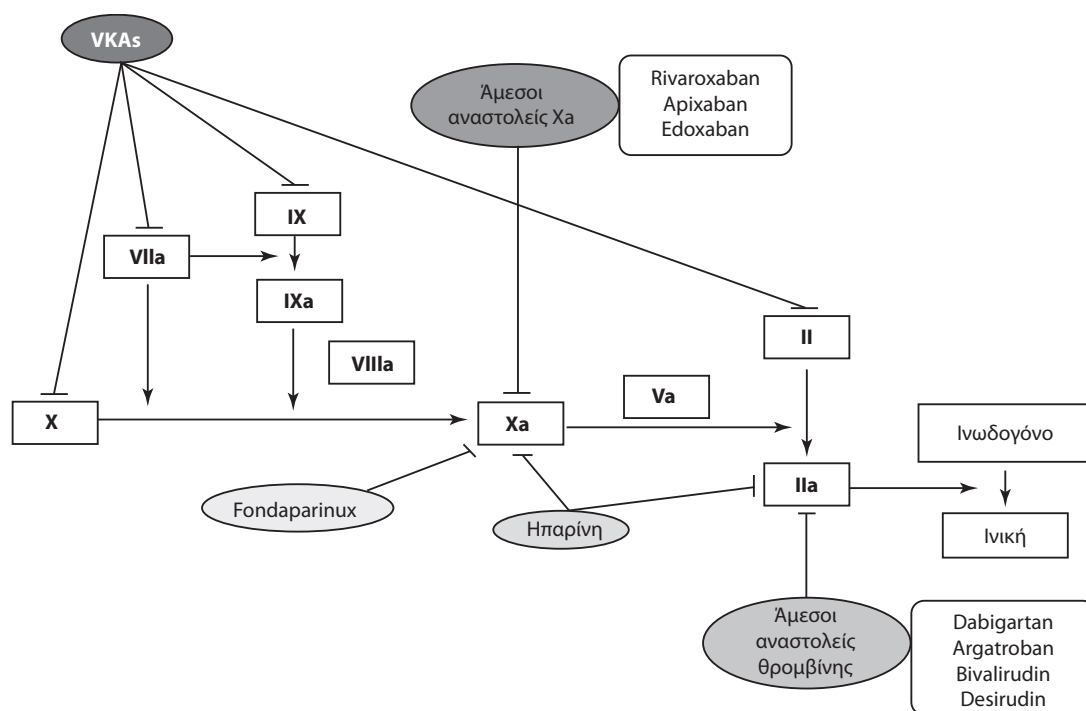 VKAs
Άμεσοι
αναστολείς Xa
Rivaroxaban
Apixaban
Edoxaban
IX
VIIa
IXa
VIIIa
II
X
Xa
Va
Ινωδογόνο
IIa
Fondaparinux
Ηπαρίνη
Ινική
Άμεσοι
αναστολείς
θρομβίνης
Dabigartan
Argatroban
Bivalirudin
Desirudin